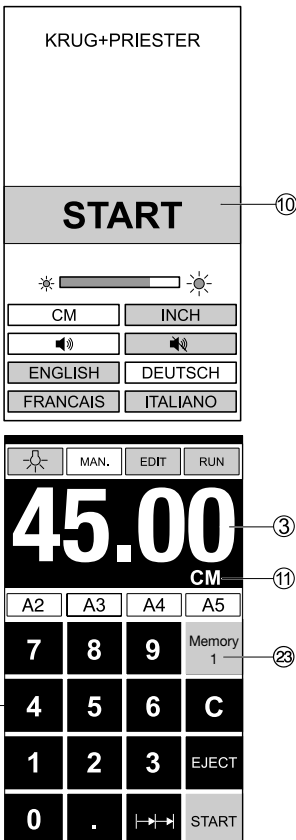 KRUG+PRIESTER
START
⑩
CM INCH
ENGLISH DEUTSCH
FRANCAIS ITALIANO
MAN. EDIT RUN
45.00
③
CM
⑪
A2 A3 A4 A5
7 8 9 Memory
1
㉓
4 5 6 C
1 2 3 EJECT
0 . START